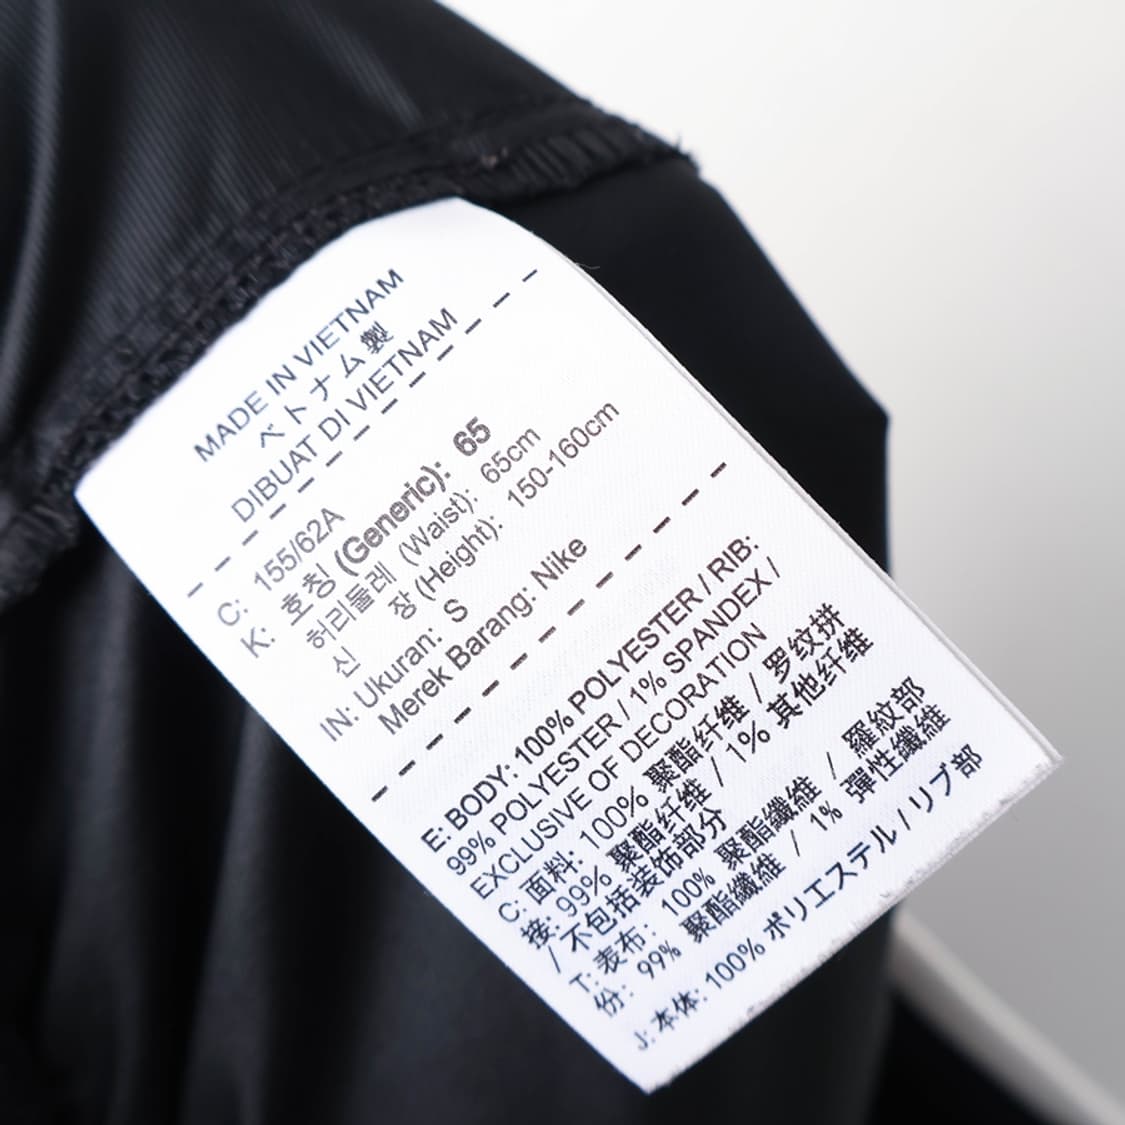 MADE IN VIETNAM
ベトナム製
DIBUAT DI VIETNAM
C: 155/62A
K: 호칭 (Generic): 65
허리둘레 (Waist): 65cm
신 장 (Height): 150-160cm
IN: Ukuran: S
Merek Barang: Nike
E: BODY: 100% POLYESTER / RIB:
99% POLYESTER / 1% SPANDEX /
EXCLUSIVE OF DECORATION
C: 面料: 100% 聚酯纤维 / 罗纹拼
接: 99% 聚酯纤维 / 1% 其他纤维
/ 不包括装饰部分
T: 表布: 100% 聚酯纖維 / 羅紋部
份: 99% 聚酯纖維 / 1% 彈性纖維
J: 本体: 100% ポリエステル / リブ部